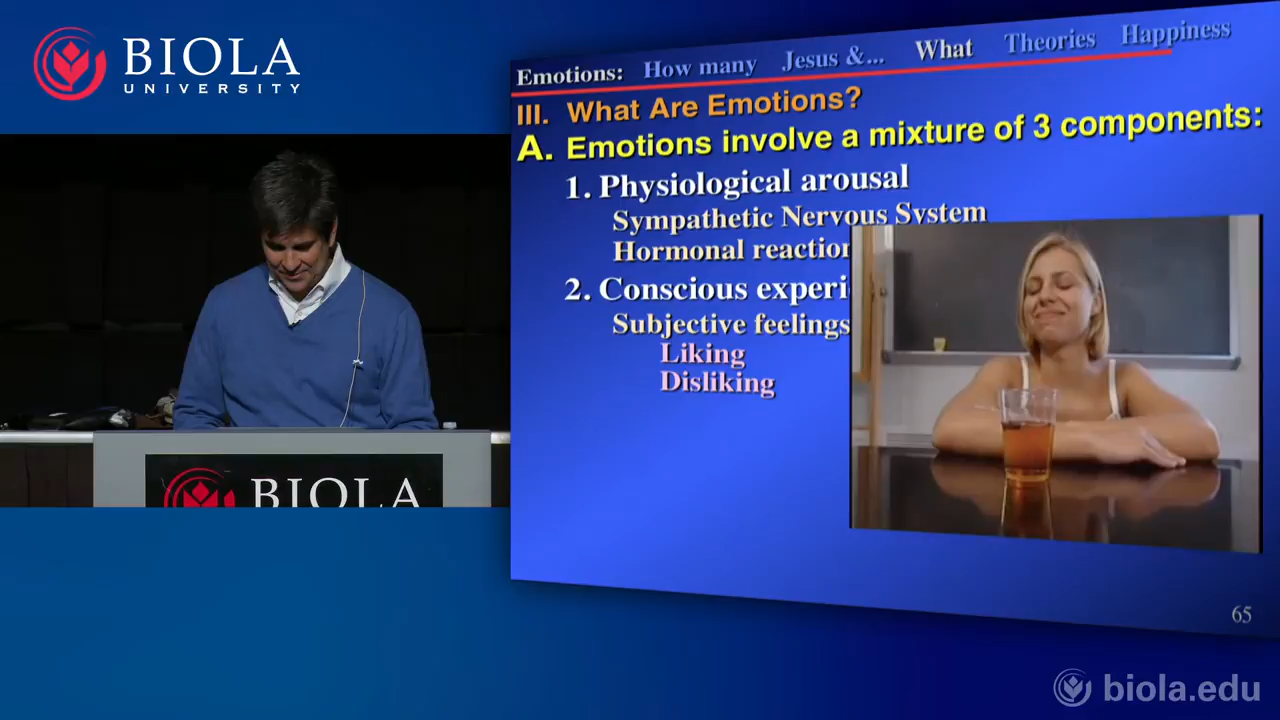 BIOLA
UNIVERSITY
Emotions: How many Jesus &... What Theories Happiness
III. What Are Emotions?
A. Emotions involve a mixture of 3 components:
1. Physiological arousal
Sympathetic Nervous System
Hormonal reaction
2. Conscious experi
Subjective feelings
Liking
Disliking
65
BIOLA
biola.edu